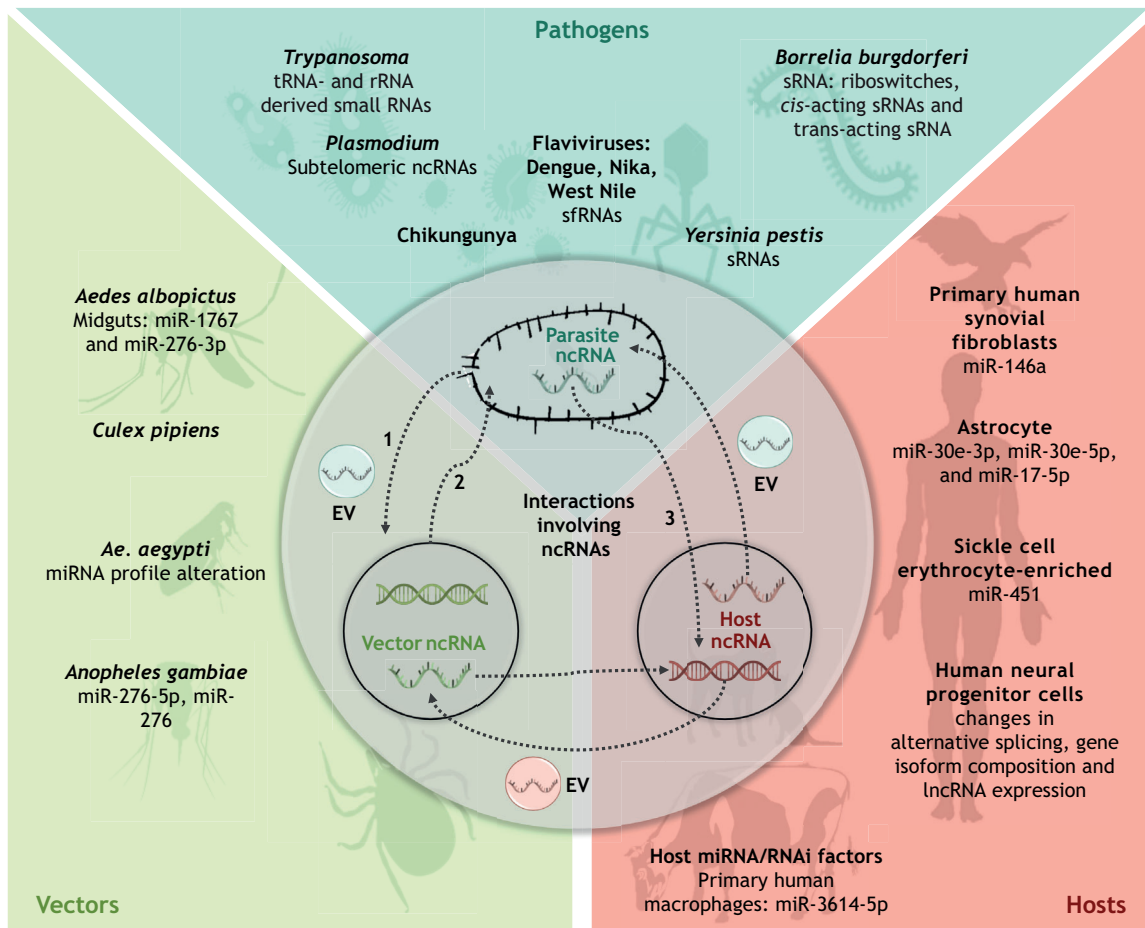 Pathogens
Trypanosoma
tRNA- and rRNA
derived small RNAs
Borrelia burgdorferi
sRNA: riboswitches,
cis-acting sRNAs and
trans-acting sRNA
Plasmodium
Subtelomeric ncRNAs
Flaviviruses:
Dengue, Nika,
West Nile
sfRNAs
Chikungunya
Yersinia pestis
sRNAs
Aedes albopictus
Midguts: miR-1767
and miR-276-3p
Culex pipiens
Ae. aegypti
miRNA profile alteration
Anopheles gambiae
miR-276-5p, miR-
276
Vectors
Parasite
ncRNA
1
EV
2
Interactions
involving
ncRNAs
3
EV
Vector ncRNA
Host
ncRNA
EV
Primary human
synovial
fibroblasts
miR-146a
Astrocyte
miR-30e-3p, miR-30e-5p,
and miR-17-5p
Sickle cell
erythrocyte-enriched
miR-451
Human neural
progenitor cells
changes in
alternative splicing, gene
isoform composition and
lncRNA expression
Host miRNA/RNAi factors
Primary human
macrophages: miR-3614-5p
Hosts